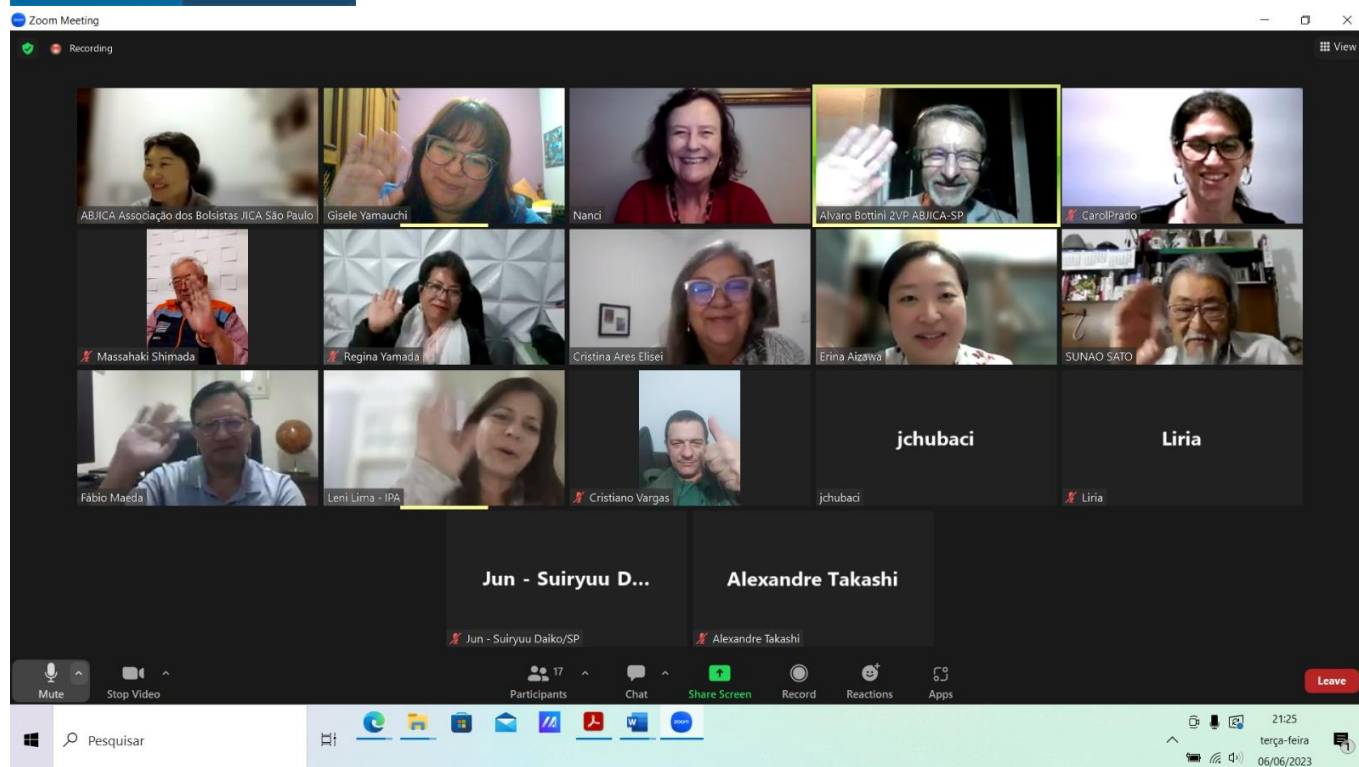 Zoom Meeting
Recording
View
ABJICA Associação dos Bolsistas JICA São Paulo
Gisele Yamauchi
Nanci
Alvaro Bottini 2VP ABJICA-SP
CarolPrado
Massahaki Shimada
Regina Yamada
Cristina Ares Elisei
Erina Aizawa
SUNAO SATO
Fábio Maeda
Leni Lima - IPA
Cristiano Vargas
jchubaci
jchubaci
Liria
Liria
Jun - Suiryuu D...
Jun - Suiryuu Daiko/SP
Alexandre Takashi
Alexandre Takashi
Mute
Stop Video
17
Participants
Chat
Share Screen
Record
Reactions
Apps
Leave
Pesquisar
21:25
terça-feira
06/06/2023
1